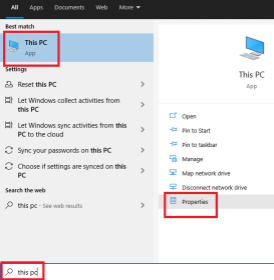 All Apps Documents Web More
Best match
This PC
App
Settings
Reset this PC
Let Windows collect activities from
this PC
Let Windows sync activities from this
PC to the cloud
Sync your passwords on this PC
Choose if settings are synced on this
PC
Search the web
this pc - See web results
This PC
App
Open
Pin to Start
Pin to taskbar
Manage
Map network drive
Disconnect network drive
Properties
this pc